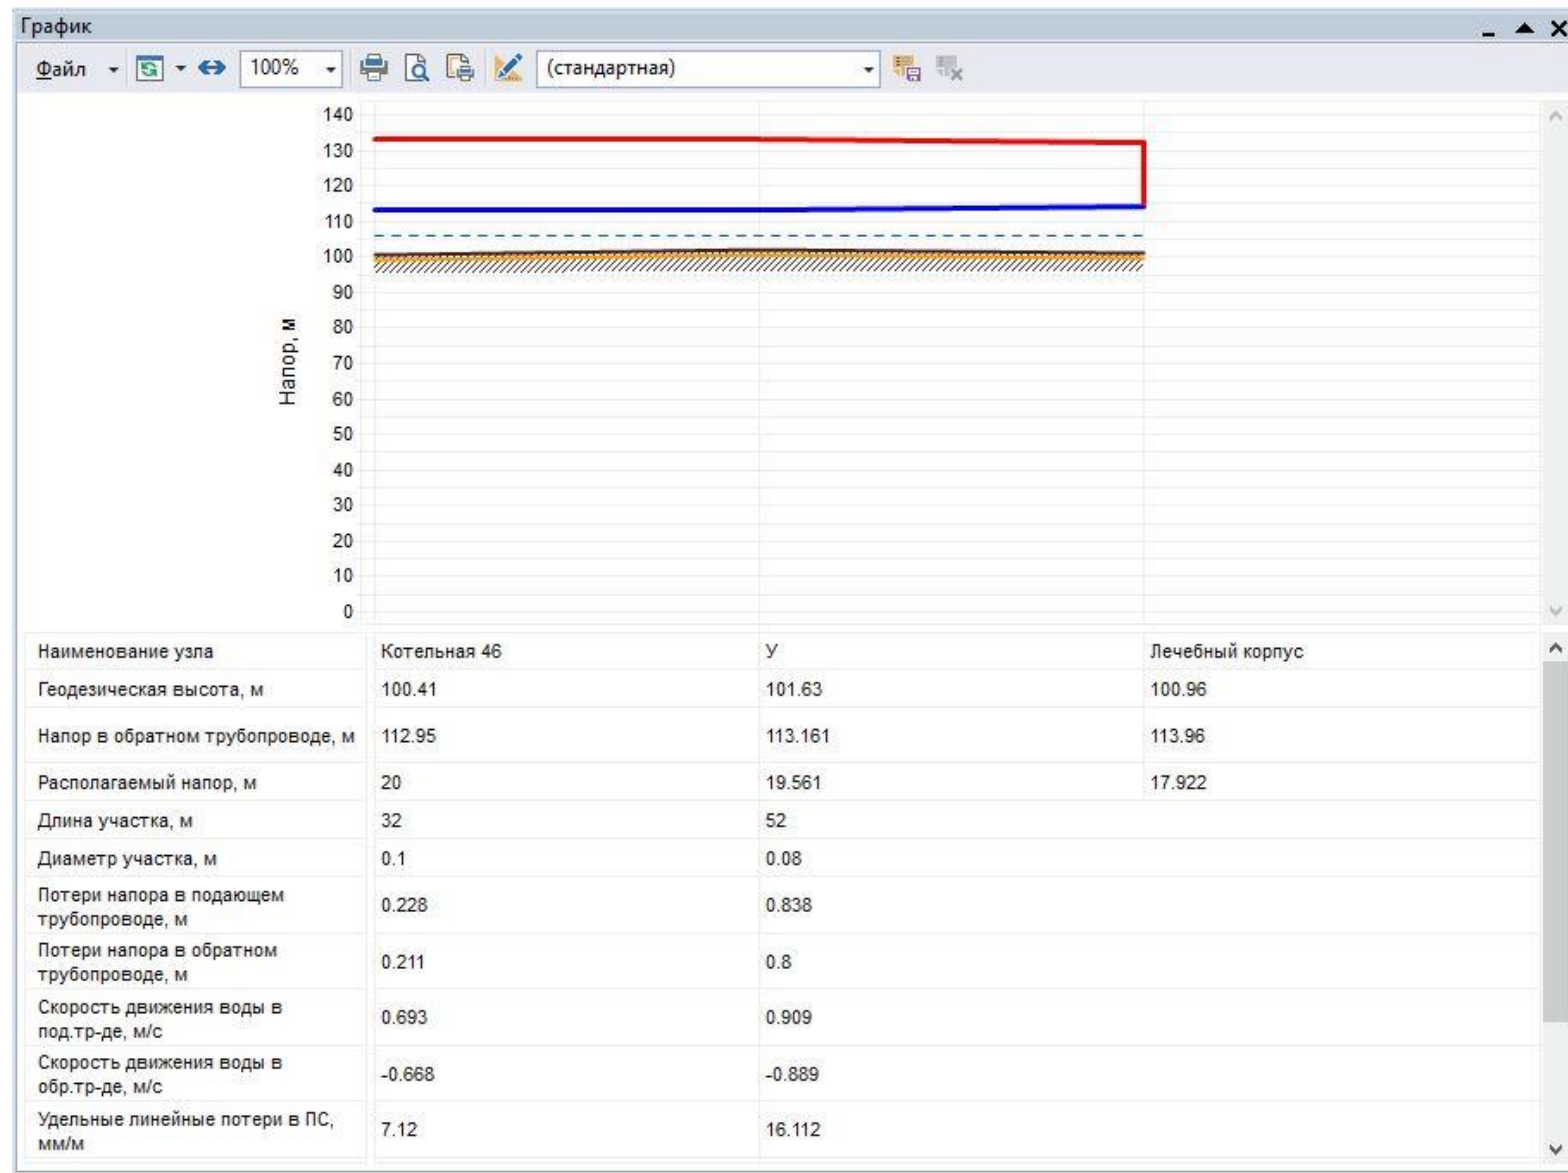 График
Файл 100% (стандартная)
140
130
120
110
100
90
80
70
60
50
40
30
20
10
0
Напор, м
Наименование узла Котельная 46 У Лечебный корпус
Геодезическая высота, м 100.41 101.63 100.96
Напор в обратном трубопроводе, м 112.95 113.161 113.96
Располагаемый напор, м 20 19.561 17.922
Длина участка, м 32 52
Диаметр участка, м 0.1 0.08
Потери напора в подающем
трубопроводе, м 0.228 0.838
Потери напора в обратном
трубопроводе, м 0.211 0.8
Скорость движения воды в
под.тр-де, м/с 0.693 0.909
Скорость движения воды в
обр.тр-де, м/с -0.668 -0.889
Удельные линейные потери в ПС,
мм/м 7.12 16.112